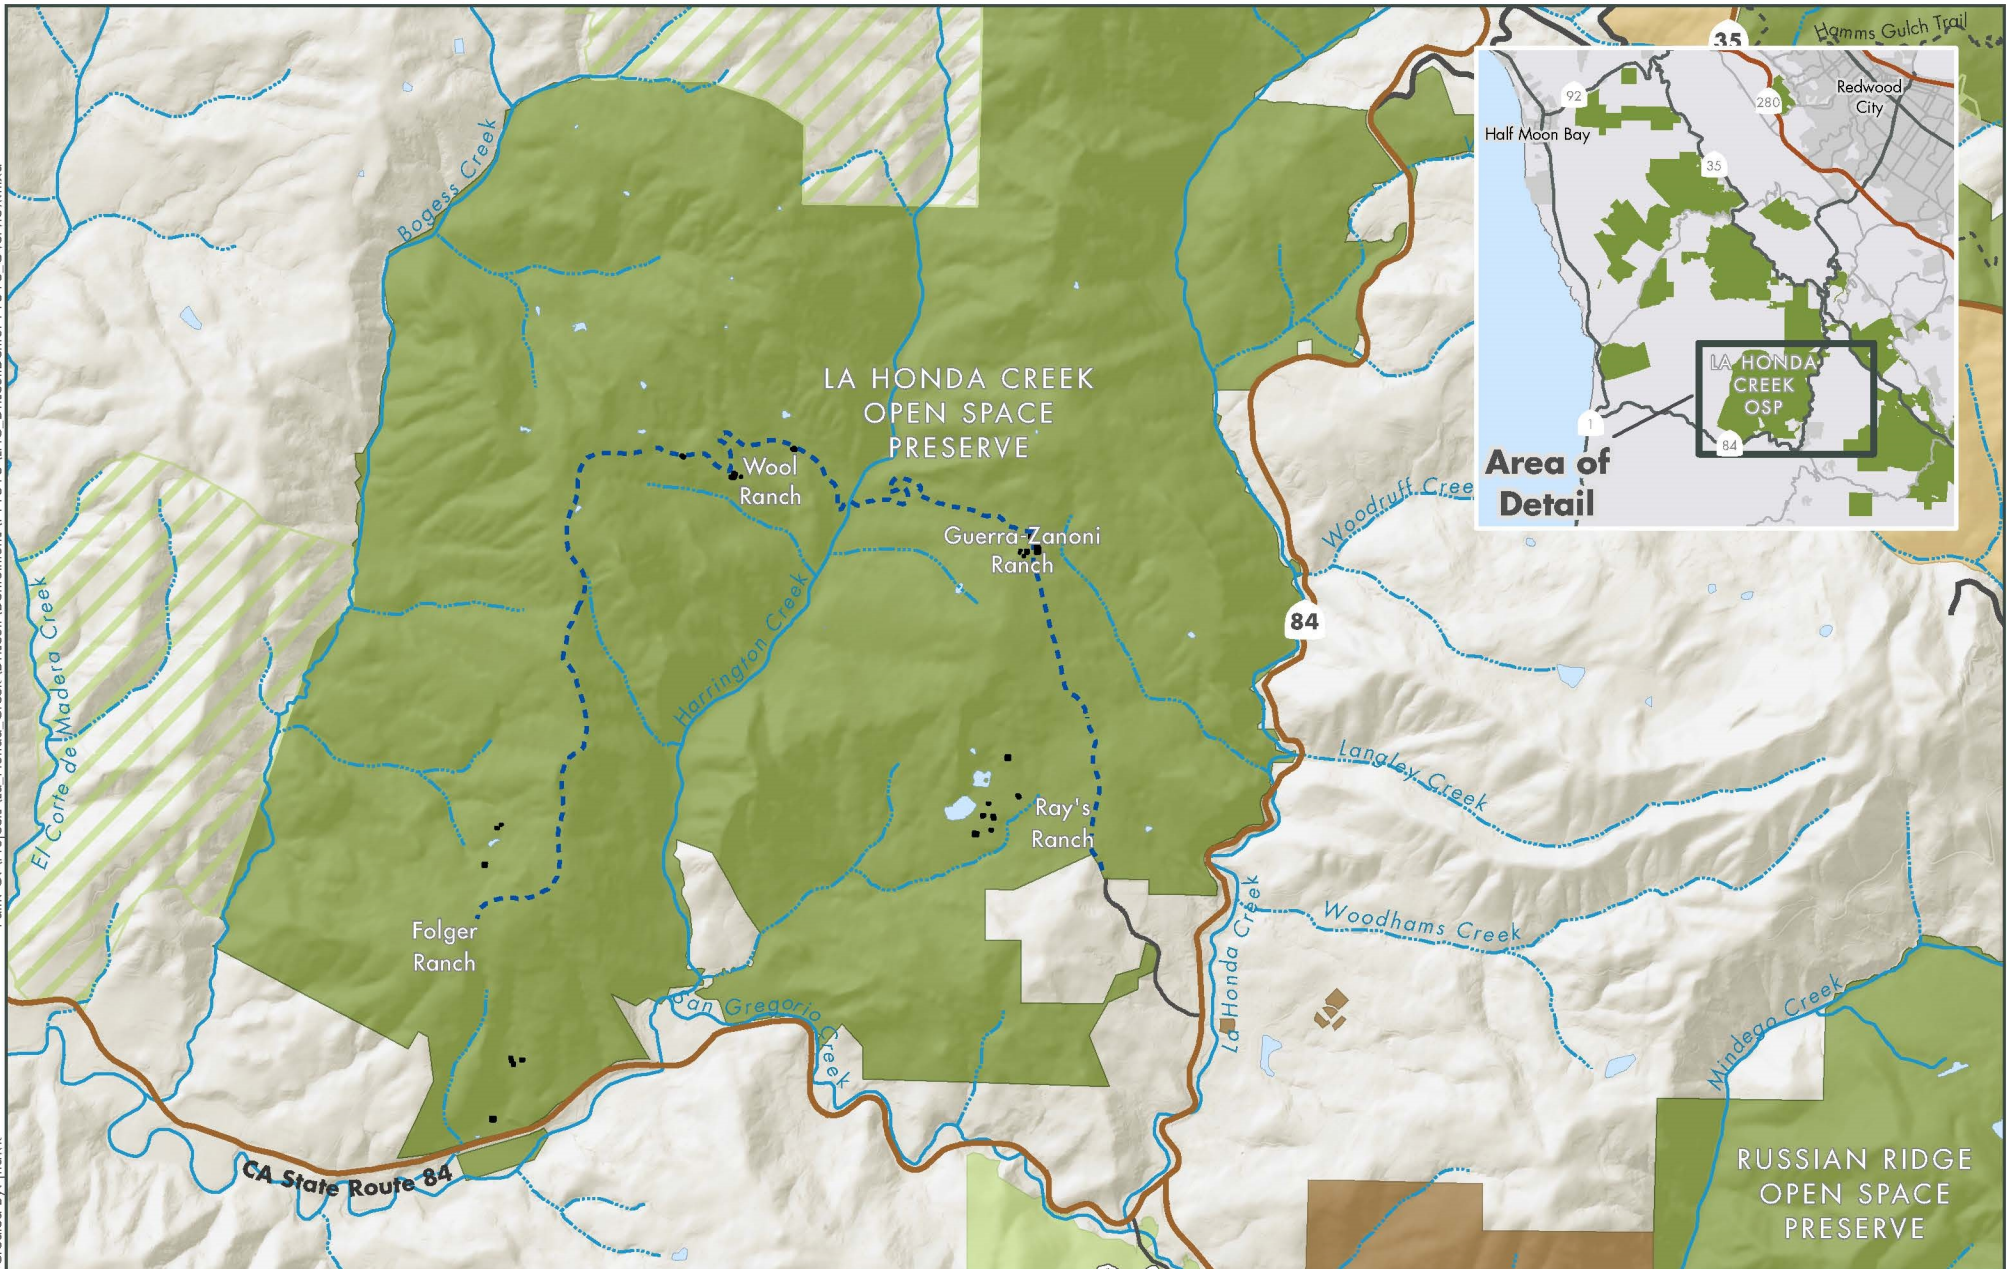 Hamms Gulch Trail
35
92
280
Redwood
City
Half Moon Bay
35
LA HONDA
CREEK
OSP
1
84
Area of
Detail
Bogess Creek
LA HONDA CREEK
OPEN SPACE
PRESERVE
Wool
Ranch
Guerra-Zanoni
Ranch
Woodruff Cree
84
El Corte de Madera Creek
Harrington Creek
Langley Creek
Ray's
Ranch
Folger
Ranch
La Honda Creek
Woodhams Creek
San Gregorio Creek
Mindego Creek
CA State Route 84
RUSSIAN RIDGE
OPEN SPACE
PRESERVE